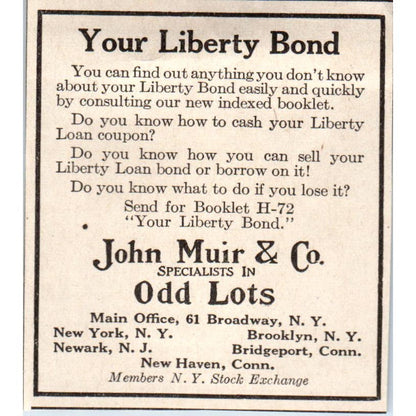 Your Liberty Bond
You can find out anything you don't know
about your Liberty Bond easily and quickly
by consulting our new indexed booklet.
Do you know how to cash your Liberty
Loan coupon?
Do you know how you can sell your
Liberty Loan bond or borrow on it!
Do you know what to do if you lose it?
Send for Booklet H-72
"Your Liberty Bond."
John Muir & Co.
SPECIALISTS IN
Odd Lots
Main Office, 61 Broadway, N. Y.
New York, N. Y. Brooklyn, N. Y.
Newark, N. J. Bridgeport, Conn.
New Haven, Conn.
Members N. Y. Stock Exchange